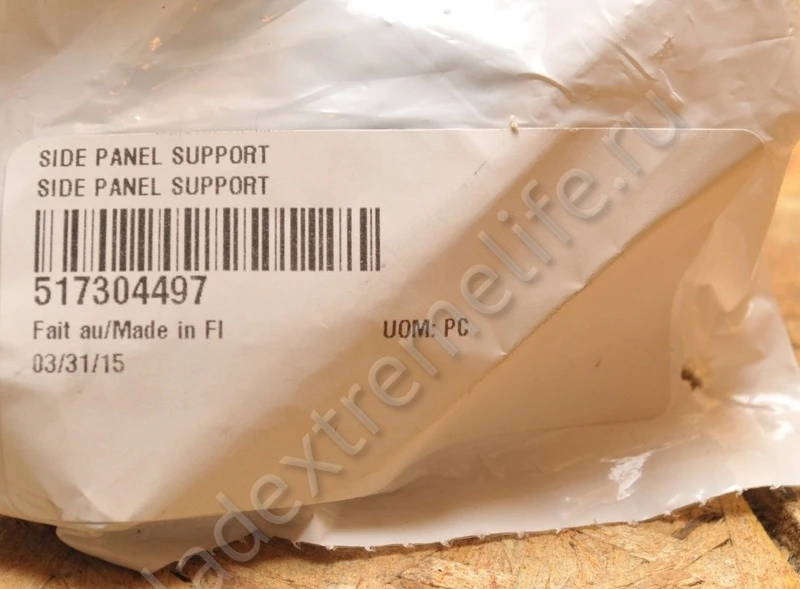 SIDE PANEL SUPPORT
SIDE PANEL SUPPORT
517304497
Fait au/Made in FI
UOM: PC
03/31/15
ladextremelife.ru